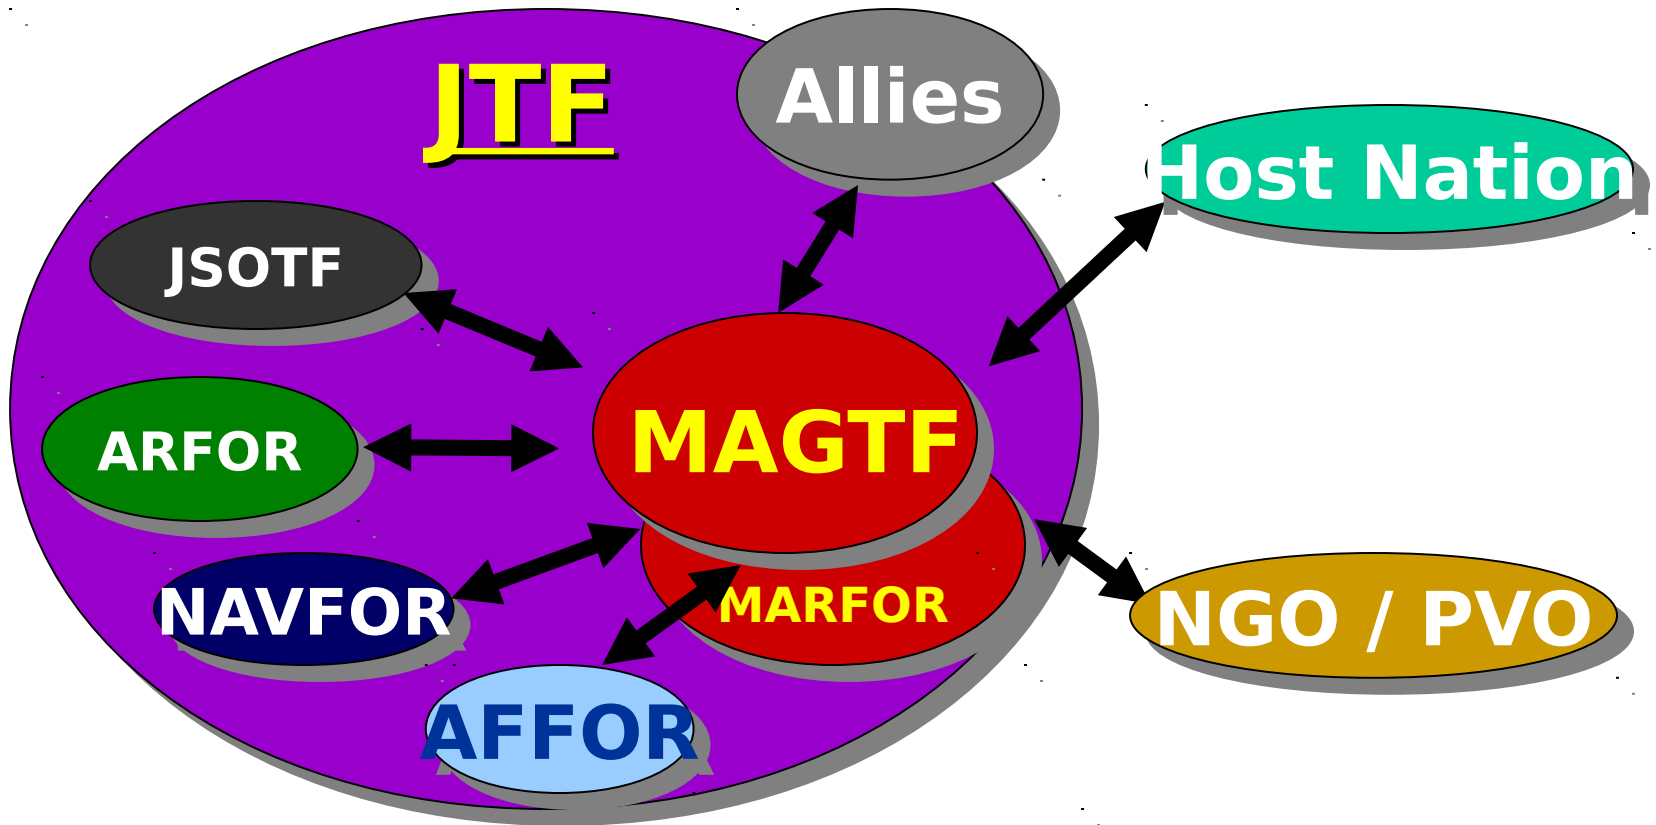 JTF
Allies
Host Nation
JSOTF
ARFOR
MAGTF
NAVFOR
MARFOR
NGO / PVO
AFFOR